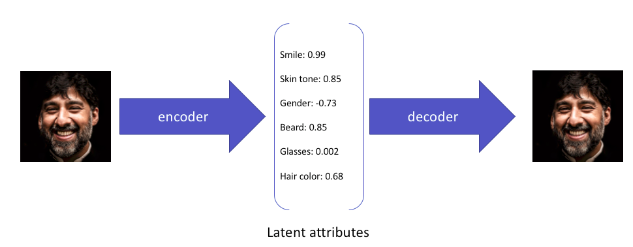 encoder
Smile: 0.99
Skin tone: 0.85
Gender: -0.73
Beard: 0.85
Glasses: 0.002
Hair color: 0.68
decoder
Latent attributes